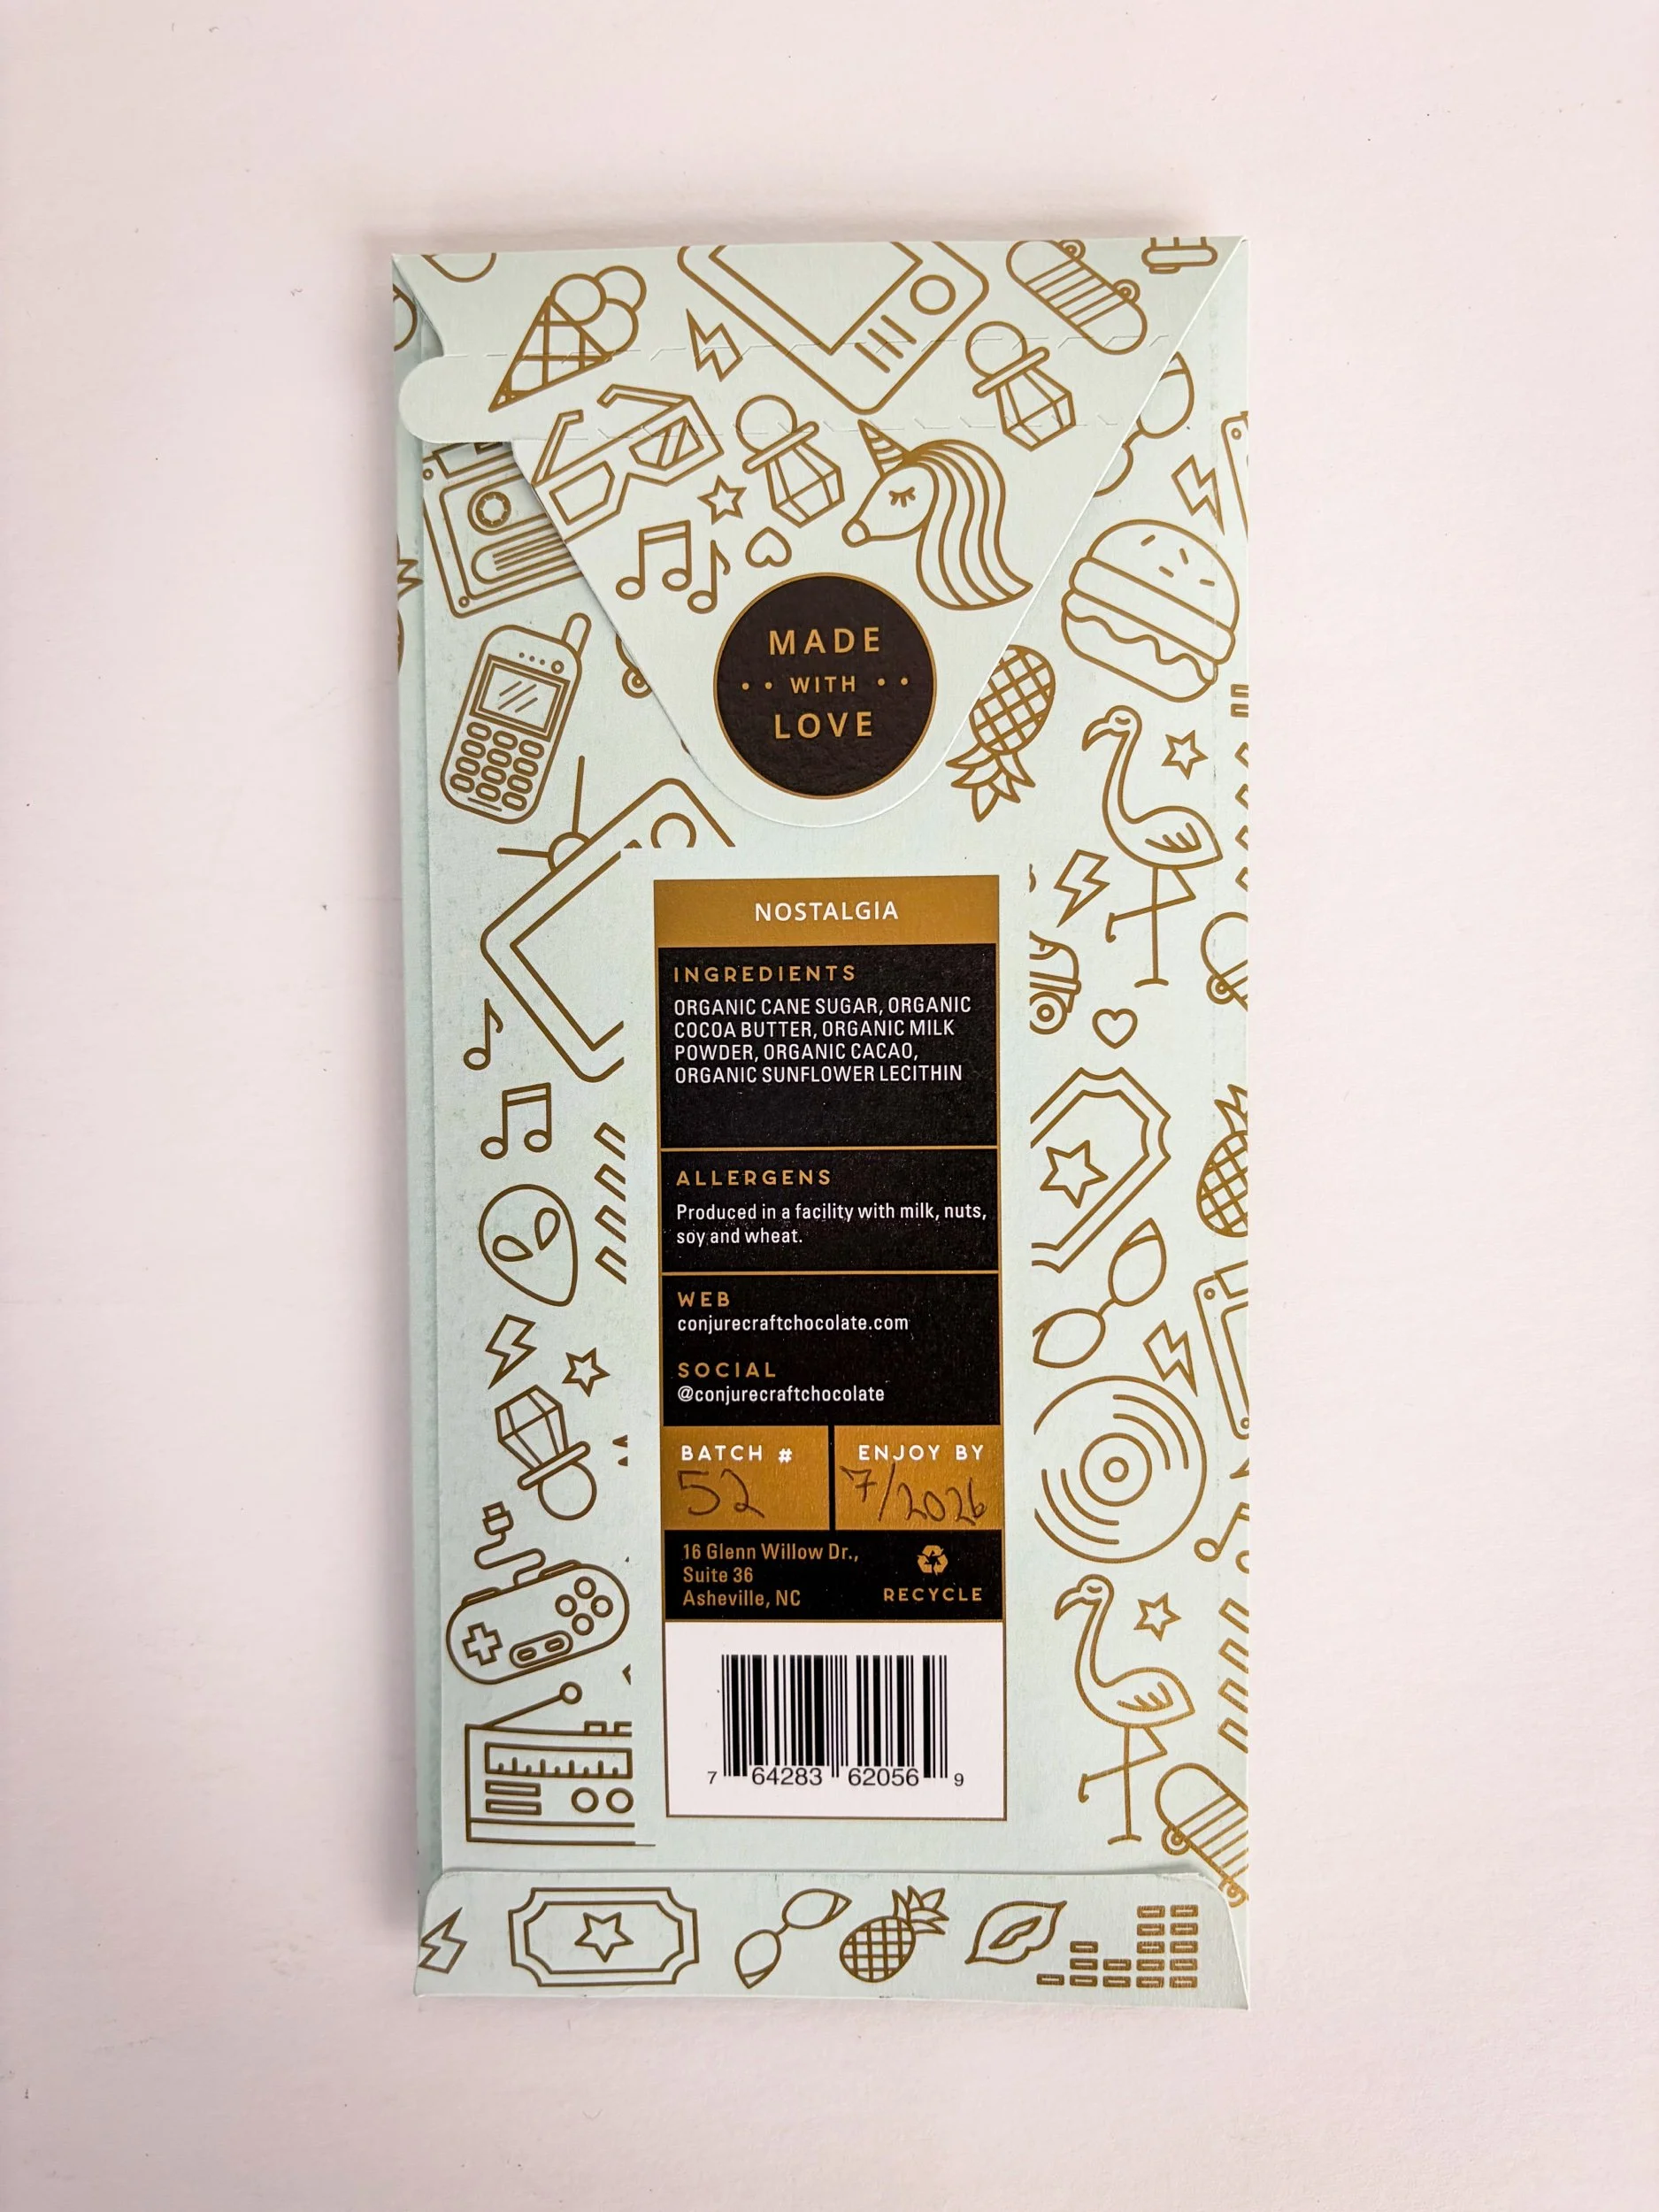 MADE
•• WITH ••
LOVE
NOSTALGIA
INGREDIENTS
ORGANIC CANE SUGAR, ORGANIC
COCOA BUTTER, ORGANIC MILK
POWDER, ORGANIC CACAO,
ORGANIC SUNFLOWER LECITHIN
ALLERGENS
Produced in a facility with milk, nuts,
soy and wheat.
WEB
conjurecraftchocolate.com
SOCIAL
@conjurecraftchocolate
BATCH #
52
ENJOY BY
7/2026
16 Glenn Willow Dr.,
Suite 36
Asheville, NC
RECYCLE
7 64283 62056 9